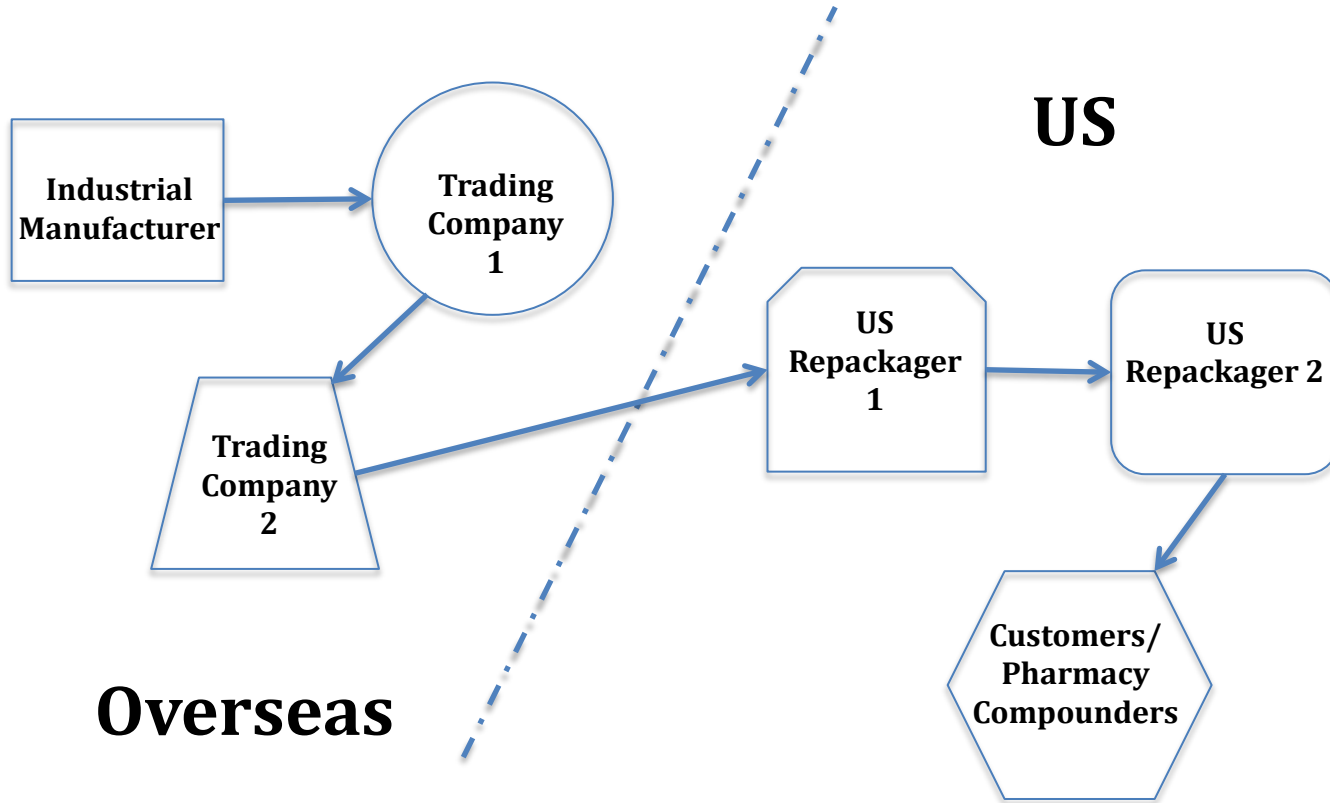 US
Industrial
Manufacturer
Trading
Company
1
US
Repackager
1
US
Repackager 2
Trading
Company
2
Customers/
Pharmacy
Compounders
Overseas